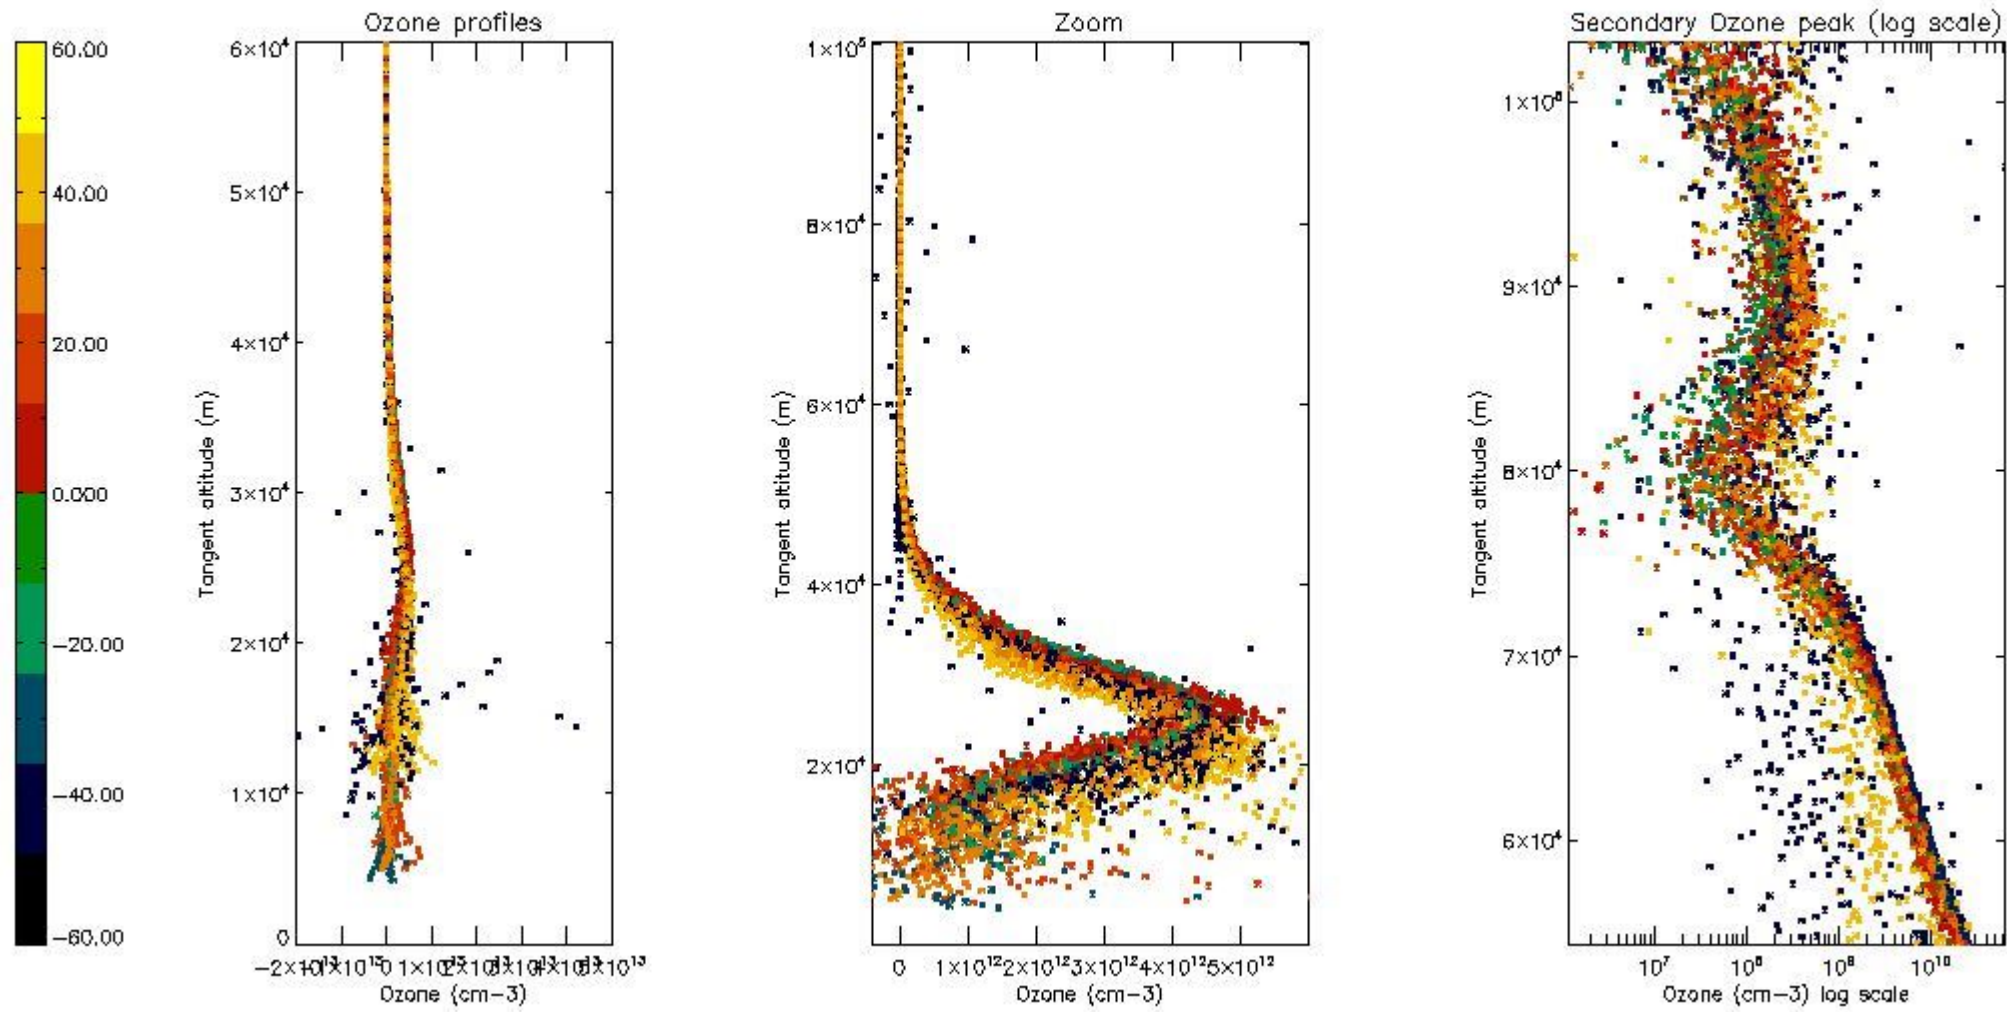 Ozone profiles
Zoom
Secondary Ozone peak (log scale)
60.00
40.00
20.00
0.000
−20.00
−40.00
−60.00
6×10⁴
5×10⁴
4×10⁴
3×10⁴
2×10⁴
1×10⁴
0
Tangent altitude (m)
0
Ozone (cm−3)
1×10⁵
8×10⁴
6×10⁴
4×10⁴
2×10⁴
Tangent altitude (m)
0 1×10¹² 2×10¹² 3×10¹² 4×10¹² 5×10¹²
Ozone (cm−3)
1×10⁵
9×10⁴
8×10⁴
7×10⁴
6×10⁴
Tangent altitude (m)
10⁷ 10⁸ 10⁹ 10¹⁰
Ozone (cm−3) log scale